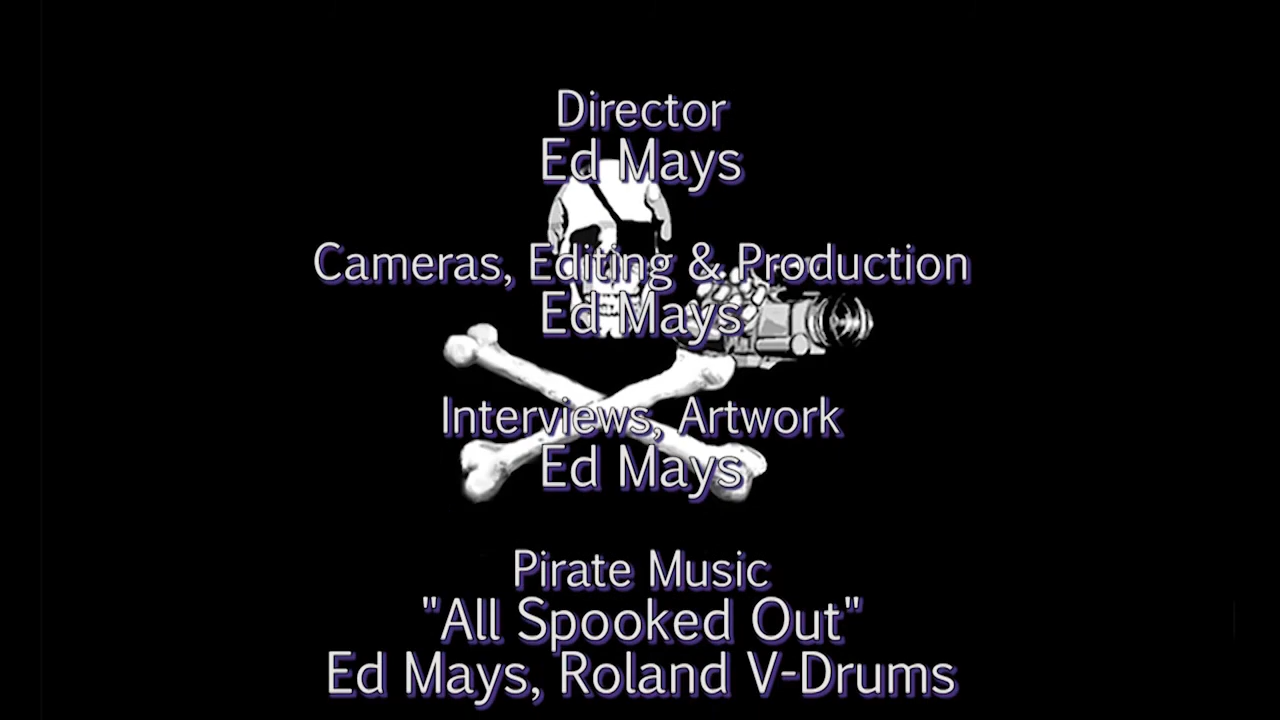 Director
Ed Mays
Cameras, Editing & Production
Ed Mays
Interviews, Artwork
Ed Mays
Pirate Music
"All Spooked Out"
Ed Mays, Roland V-Drums